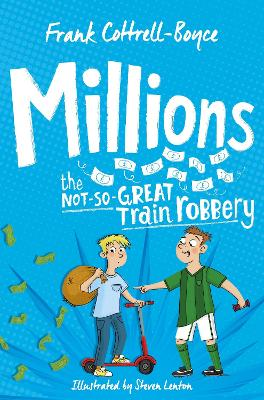 Frank Cottrell-Boyce
Millions
the
NOT-SO-GREAT
Train robbery
Illustrated by Steven Lenton